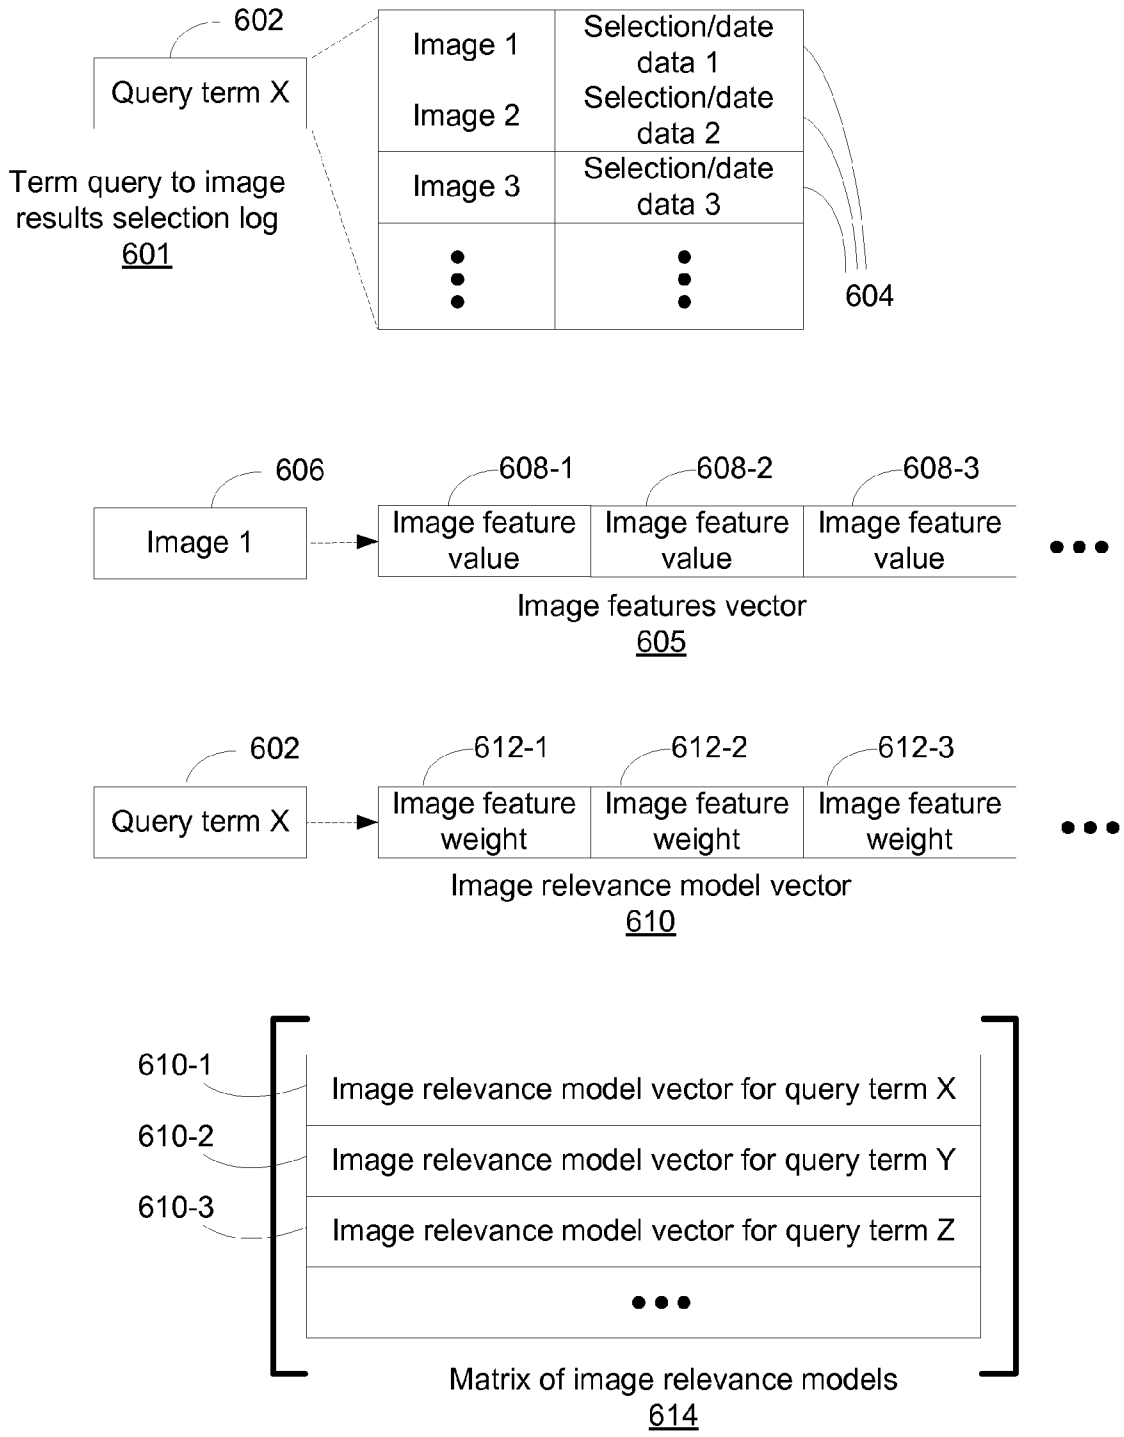 602
Query term X
Term query to image
results selection log
601
Image 1
Selection/date
data 1
Image 2
Selection/date
data 2
Image 3
Selection/date
data 3
604
606
608-1
608-2
608-3
Image 1
Image feature
value
Image feature
value
Image feature
value
Image features vector
605
602
612-1
612-2
612-3
Query term X
Image feature
weight
Image feature
weight
Image feature
weight
Image relevance model vector
610
610-1
Image relevance model vector for query term X
610-2
Image relevance model vector for query term Y
610-3
Image relevance model vector for query term Z
Matrix of image relevance models
614